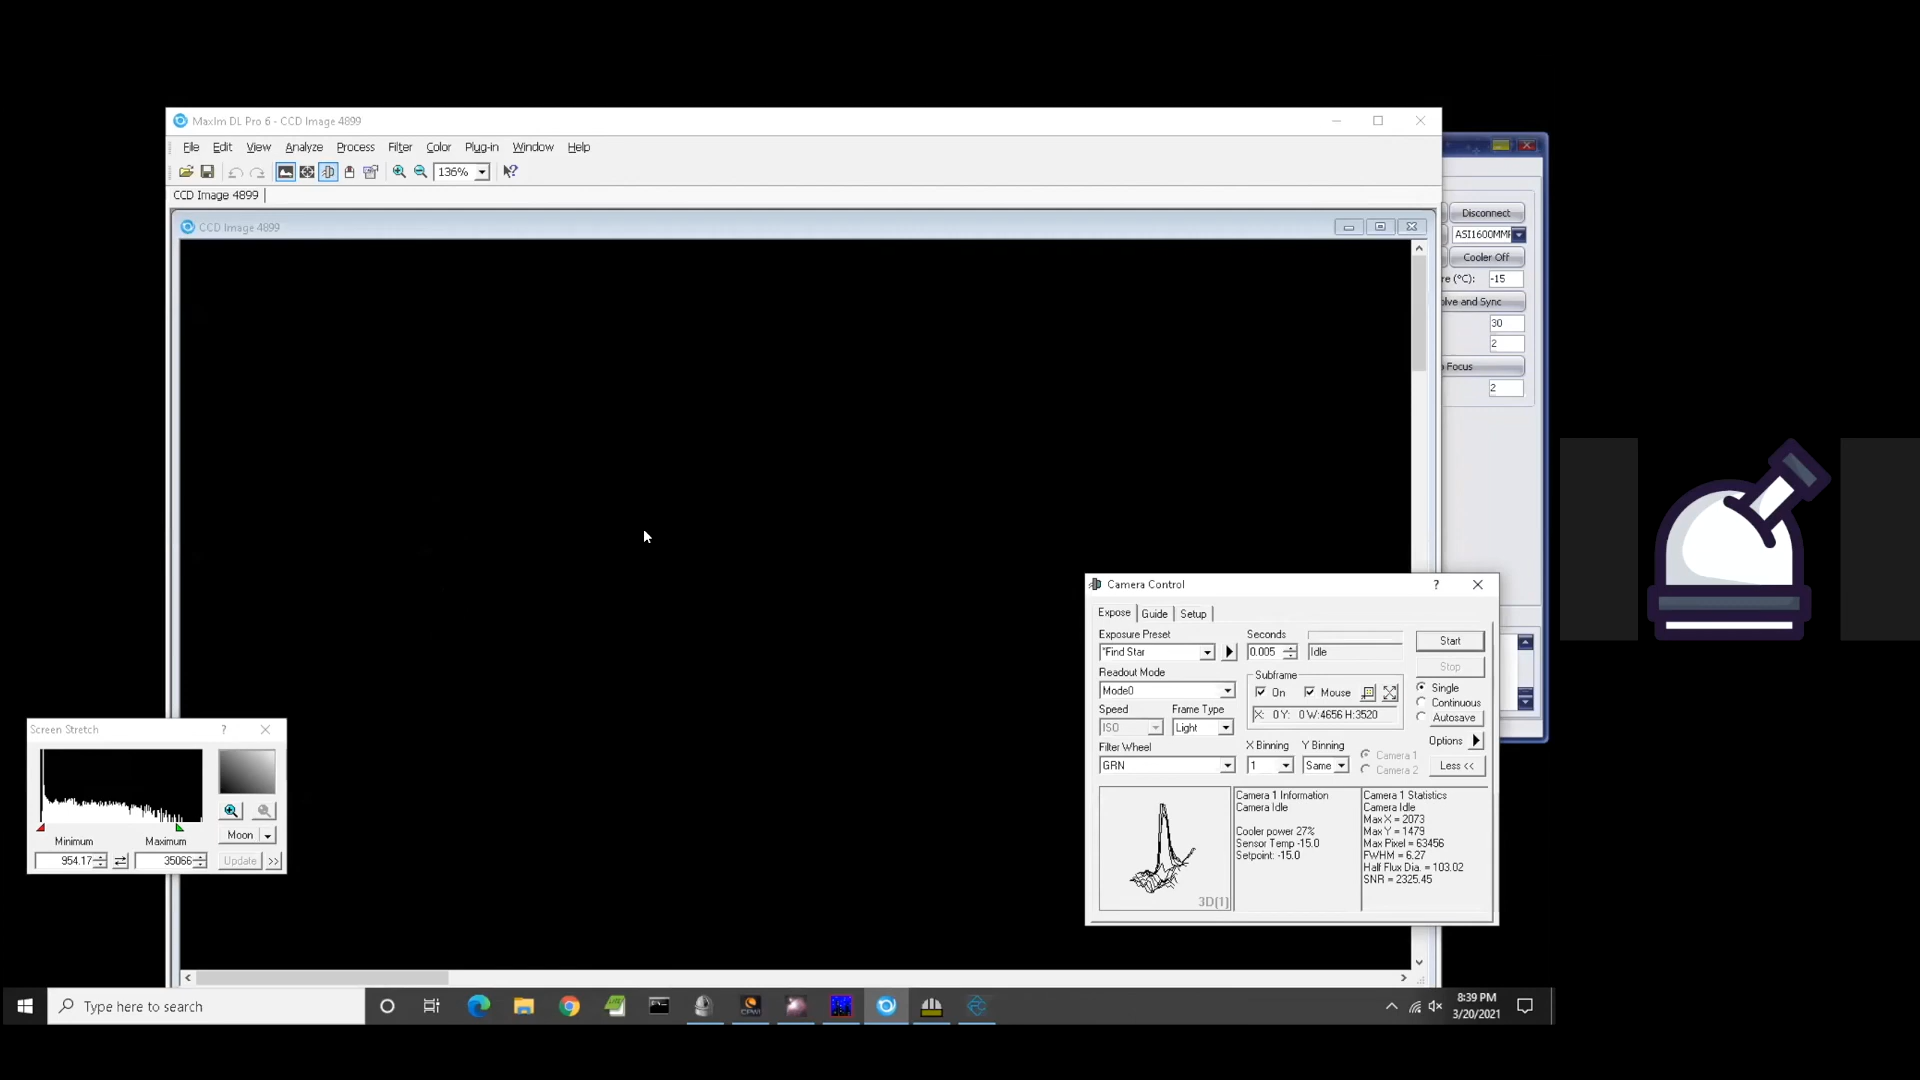 MaxIm DL Pro 6 - CCD Image 4899
File Edit View Analyze Process Filter Color Plug-in Window Help
136%
CCD Image 4899
CCD Image 4899
Disconnect
Cooler Off
(°C): -15
and Sync
30
2
Focus
2
Camera Control
?
Expose Guide Setup
Exposure Preset
*Find Star
Seconds
0.005
Idle
Start
Stop
Readout Mode
Mode0
Subframe
On Mouse
X: 0 Y: 0 W:4656 H:3520
Single
Continuous
Autosave
Speed
ISO
Frame Type
Light
Options
Filter Wheel
GRN
X Binning
1
Y Binning
Same
Camera 1
Camera 2
Less <<
3D[1]
Camera 1 Information
Camera Idle
Cooler power 27%
Sensor Temp -15.0
Setpoint: -15.0
Camera 1 Statistics
Camera Idle
Max X = 2073
Max Y = 1479
Max Pixel = 63456
FWHM = 6.27
Half Flux Dia. = 103.02
SNR = 2325.45
Screen Stretch
?
Minimum
954.17
Maximum
35066
Moon
Update >>
Type here to search
CPWI
8:39 PM
3/20/2021